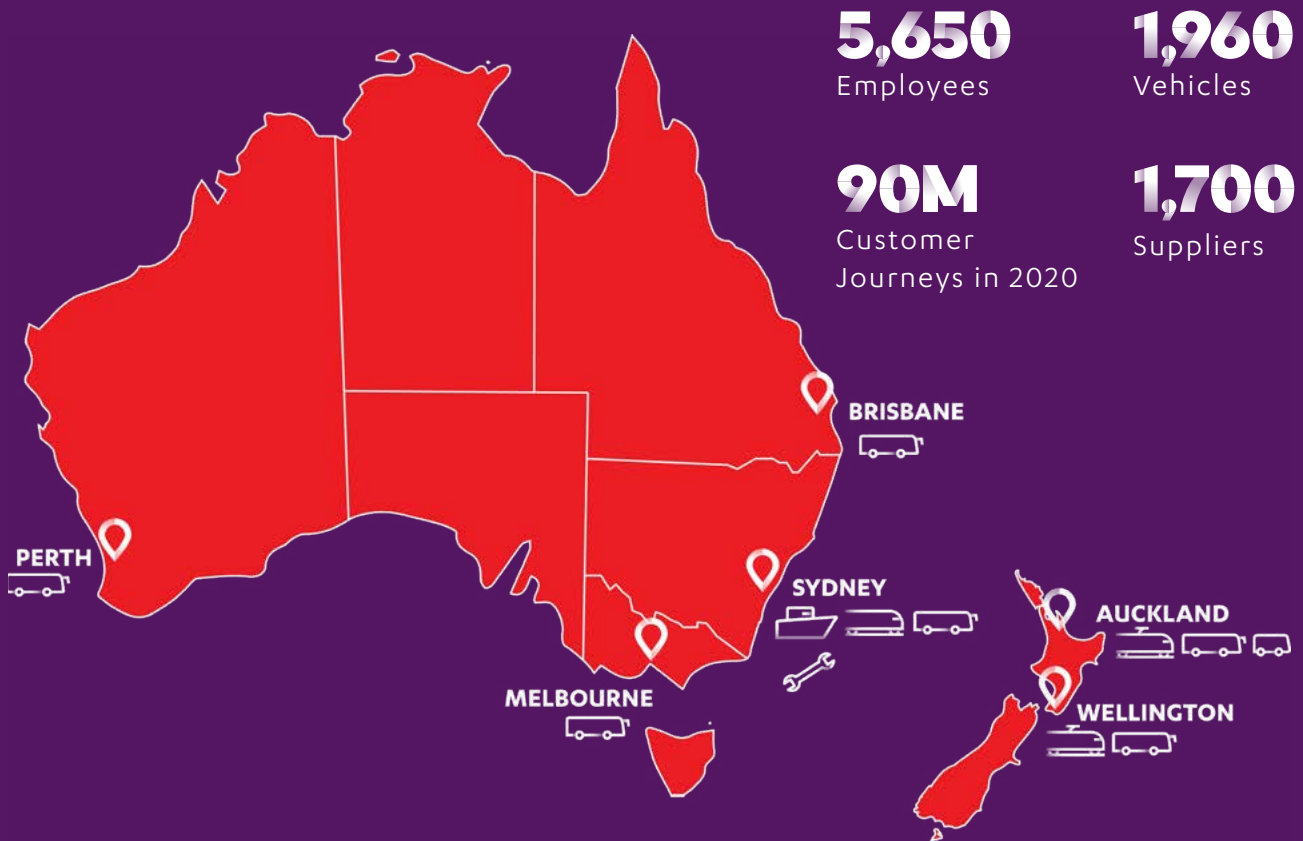 5,650
Employees
1,960
Vehicles
90M
Customer
Journeys in 2020
1,700
Suppliers
BRISBANE
PERTH
SYDNEY
AUCKLAND
MELBOURNE
WELLINGTON